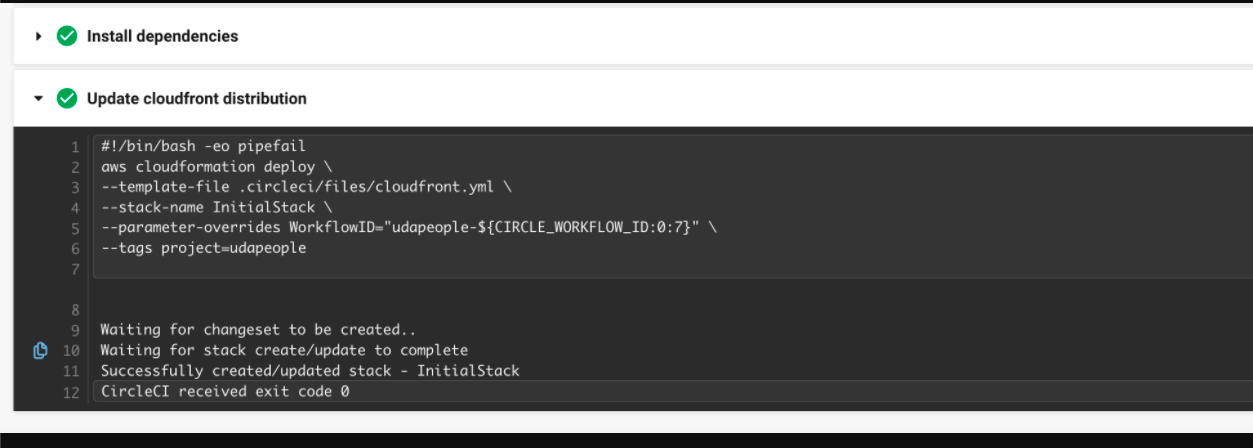 Install dependencies
Update cloudfront distribution
1 #!/bin/bash -eo pipefail
2 aws cloudformation deploy \
3 --template-file .circleci/files/cloudfront.yml \
4 --stack-name InitialStack \
5 --parameter-overrides WorkflowID="udapeople-${CIRCLE_WORKFLOW_ID:0:7}" \
6 --tags project=udapeople
7
8
9 Waiting for changeset to be created..
10 Waiting for stack create/update to complete
11 Successfully created/updated stack - InitialStack
12 CircleCI received exit code 0